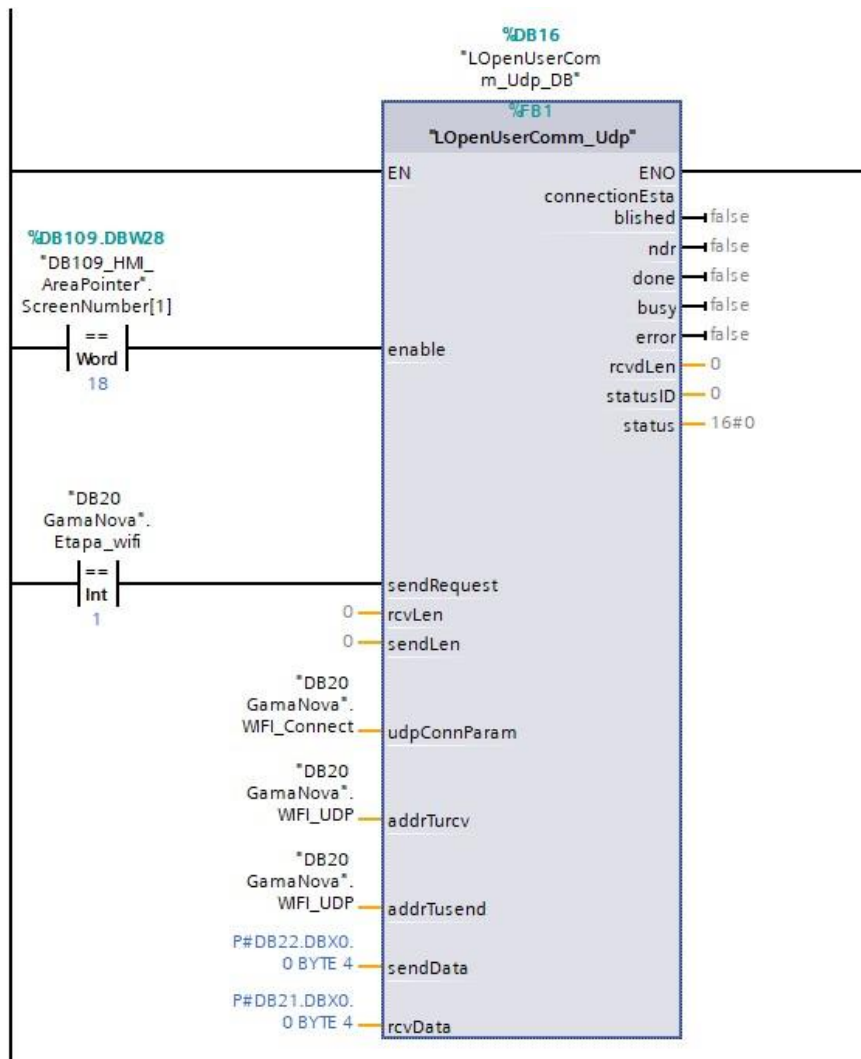 %DB16
"LOpenUserCom
m_Udp_DB"
%FB1
"LOpenUserComm_Udp"
EN
ENO
connectionEsta
blished
false
%DB109.DBW28
"DB109_HMI_
AreaPointer".
ScreenNumber[1]
==
Word
18
enable
ndr
false
done
false
busy
false
error
false
rcvdLen
0
statusID
0
status
16#0
"DB20
GamaNova".
Etapa_wifi
==
Int
1
sendRequest
0
rcvLen
0
sendLen
"DB20
GamaNova".
WIFI_Connect
udpConnParam
"DB20
GamaNova".
WIFI_UDP
addrTurcv
"DB20
GamaNova".
WIFI_UDP
addrTusend
P#DB22.DBX0.
0 BYTE 4
sendData
P#DB21.DBX0.
0 BYTE 4
rcvData